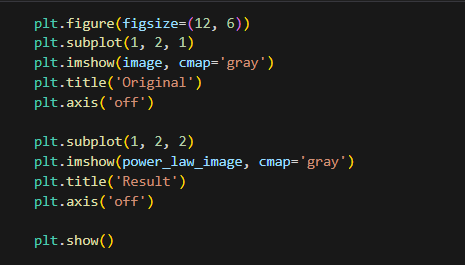 plt.figure(figsize=(12, 6))
plt.subplot(1, 2, 1)
plt.imshow(image, cmap='gray')
plt.title('Original')
plt.axis('off')

plt.subplot(1, 2, 2)
plt.imshow(power_law_image, cmap='gray')
plt.title('Result')
plt.axis('off')

plt.show()